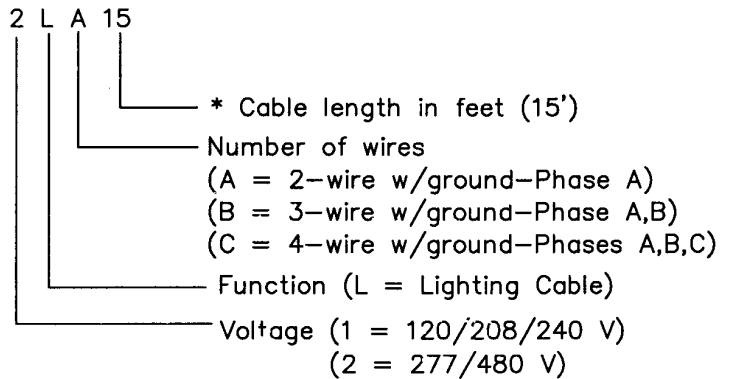 2 L A 15
* Cable length in feet (15')
Number of wires
(A = 2-wire w/ground-Phase A)
(B = 3-wire w/ground-Phase A,B)
(C = 4-wire w/ground-Phases A,B,C)
Function (L = Lighting Cable)
Voltage (1 = 120/208/240 V)
(2 = 277/480 V)